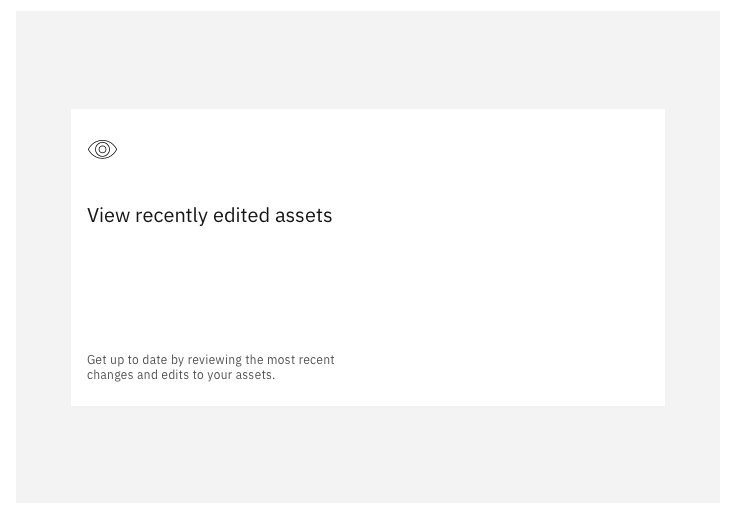 View recently edited assets
Get up to date by reviewing the most recent
changes and edits to your assets.